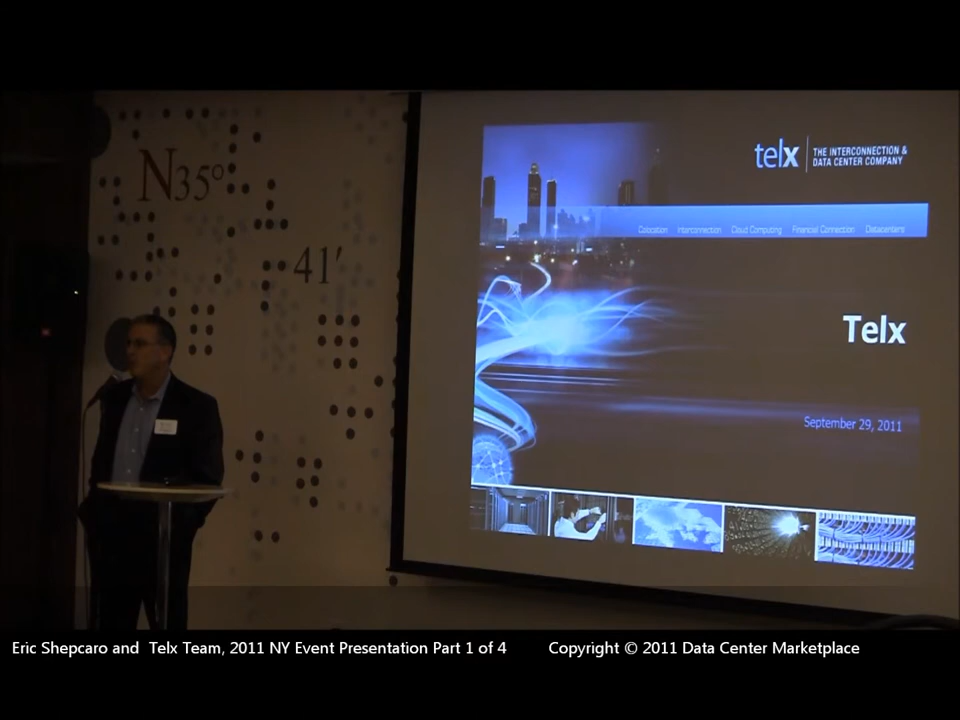 N35°
41′
telx THE INTERCONNECTION &
DATA CENTER COMPANY
Colocation Interconnection Cloud Computing Financial Connection Datacenters
Telx
September 29, 2011
Eric Shepcaro and Telx Team, 2011 NY Event Presentation Part 1 of 4 Copyright © 2011 Data Center Marketplace